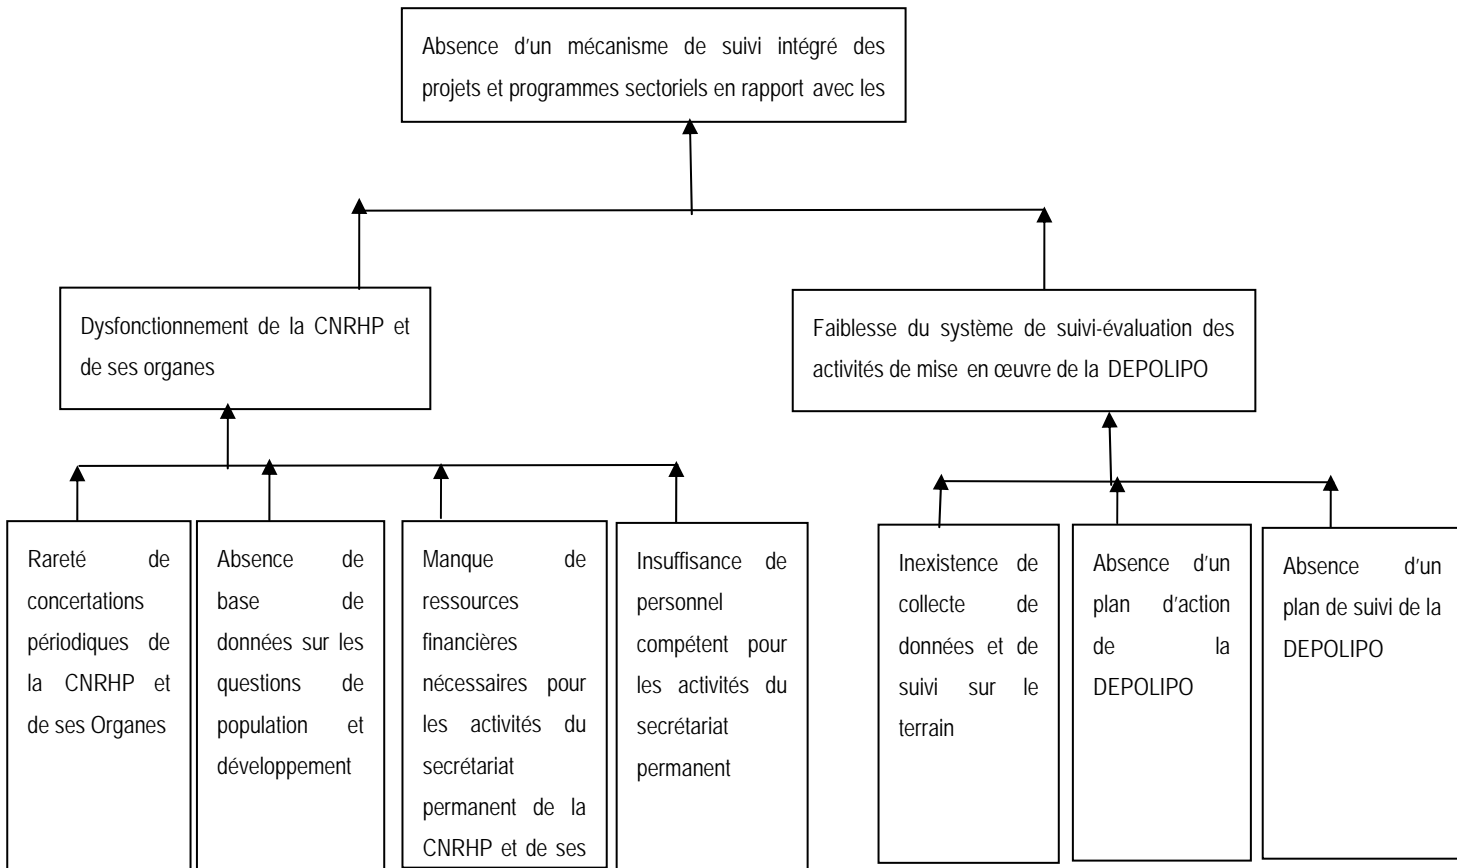 Absence d'un mécanisme de suivi intégré des
projets et programmes sectoriels en rapport avec les
Dysfonctionnement de la CNRHP et
de ses organes
Faiblesse du système de suivi-évaluation des
activités de mise en œuvre de la DEPOLIPO
Rareté de
concertations
périodiques de
la CNRHP et
de ses Organes
Absence de
base de
données sur les
questions de
population et
développement
Manque de
ressources
financières
nécessaires pour
les activités du
secrétariat
permanent de la
CNRHP et de ses
Insuffisance de
personnel
compétent pour
les activités du
secrétariat
permanent
Inexistence de
collecte de
données et de
suivi sur le
terrain
Absence d'un
plan d'action
de la
DEPOLIPO
Absence d'un
plan de suivi de la
DEPOLIPO